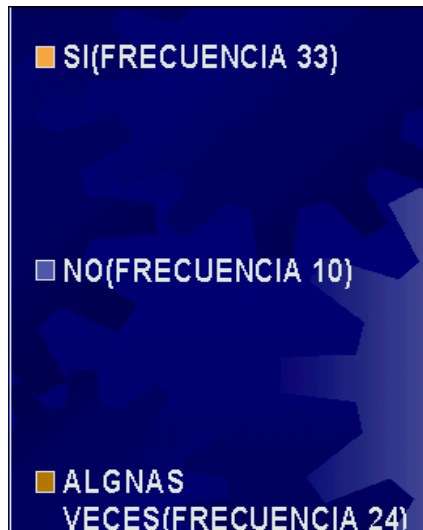 SI(FRECUENCIA 33)
NO(FRECUENCIA 10)
ALGNAS
VECES(FRECUENCIA 24)